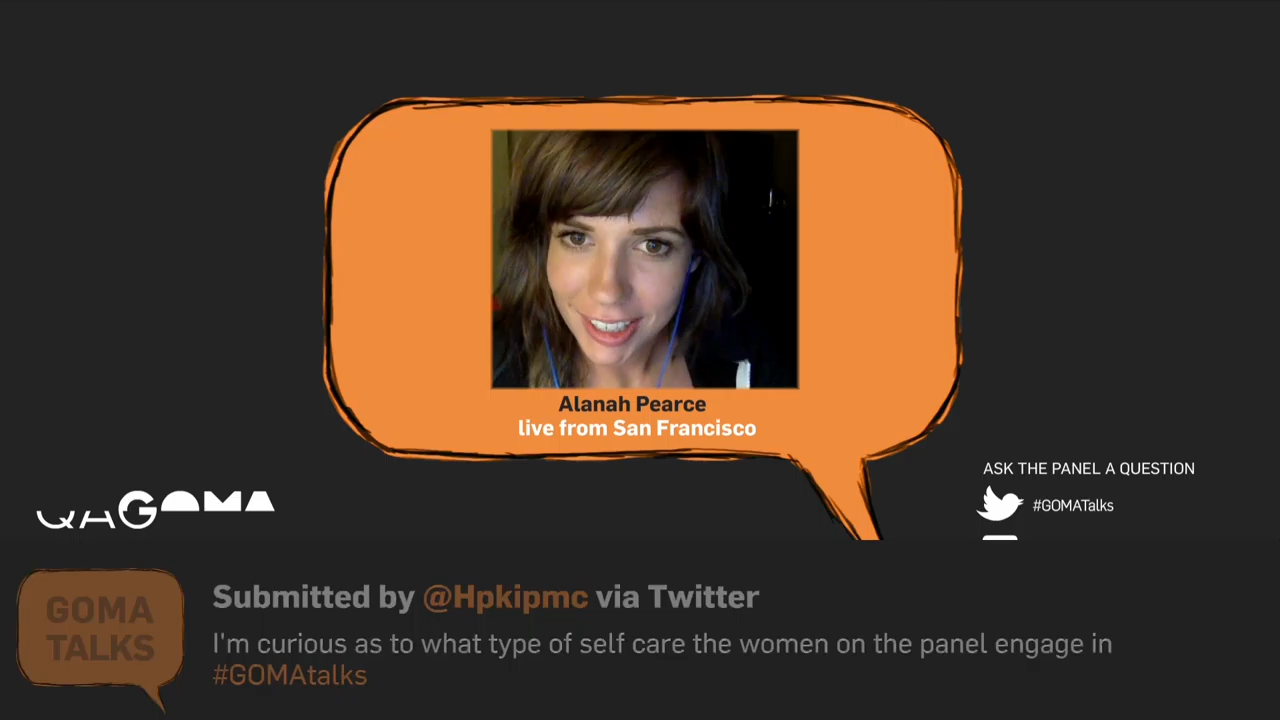 Alanah Pearce
live from San Francisco
ASK THE PANEL A QUESTION
#GOMATalks
QAGOMA
GOMA
TALKS
Submitted by @Hpkipmc via Twitter
I'm curious as to what type of self care the women on the panel engage in
#GOMAtalks